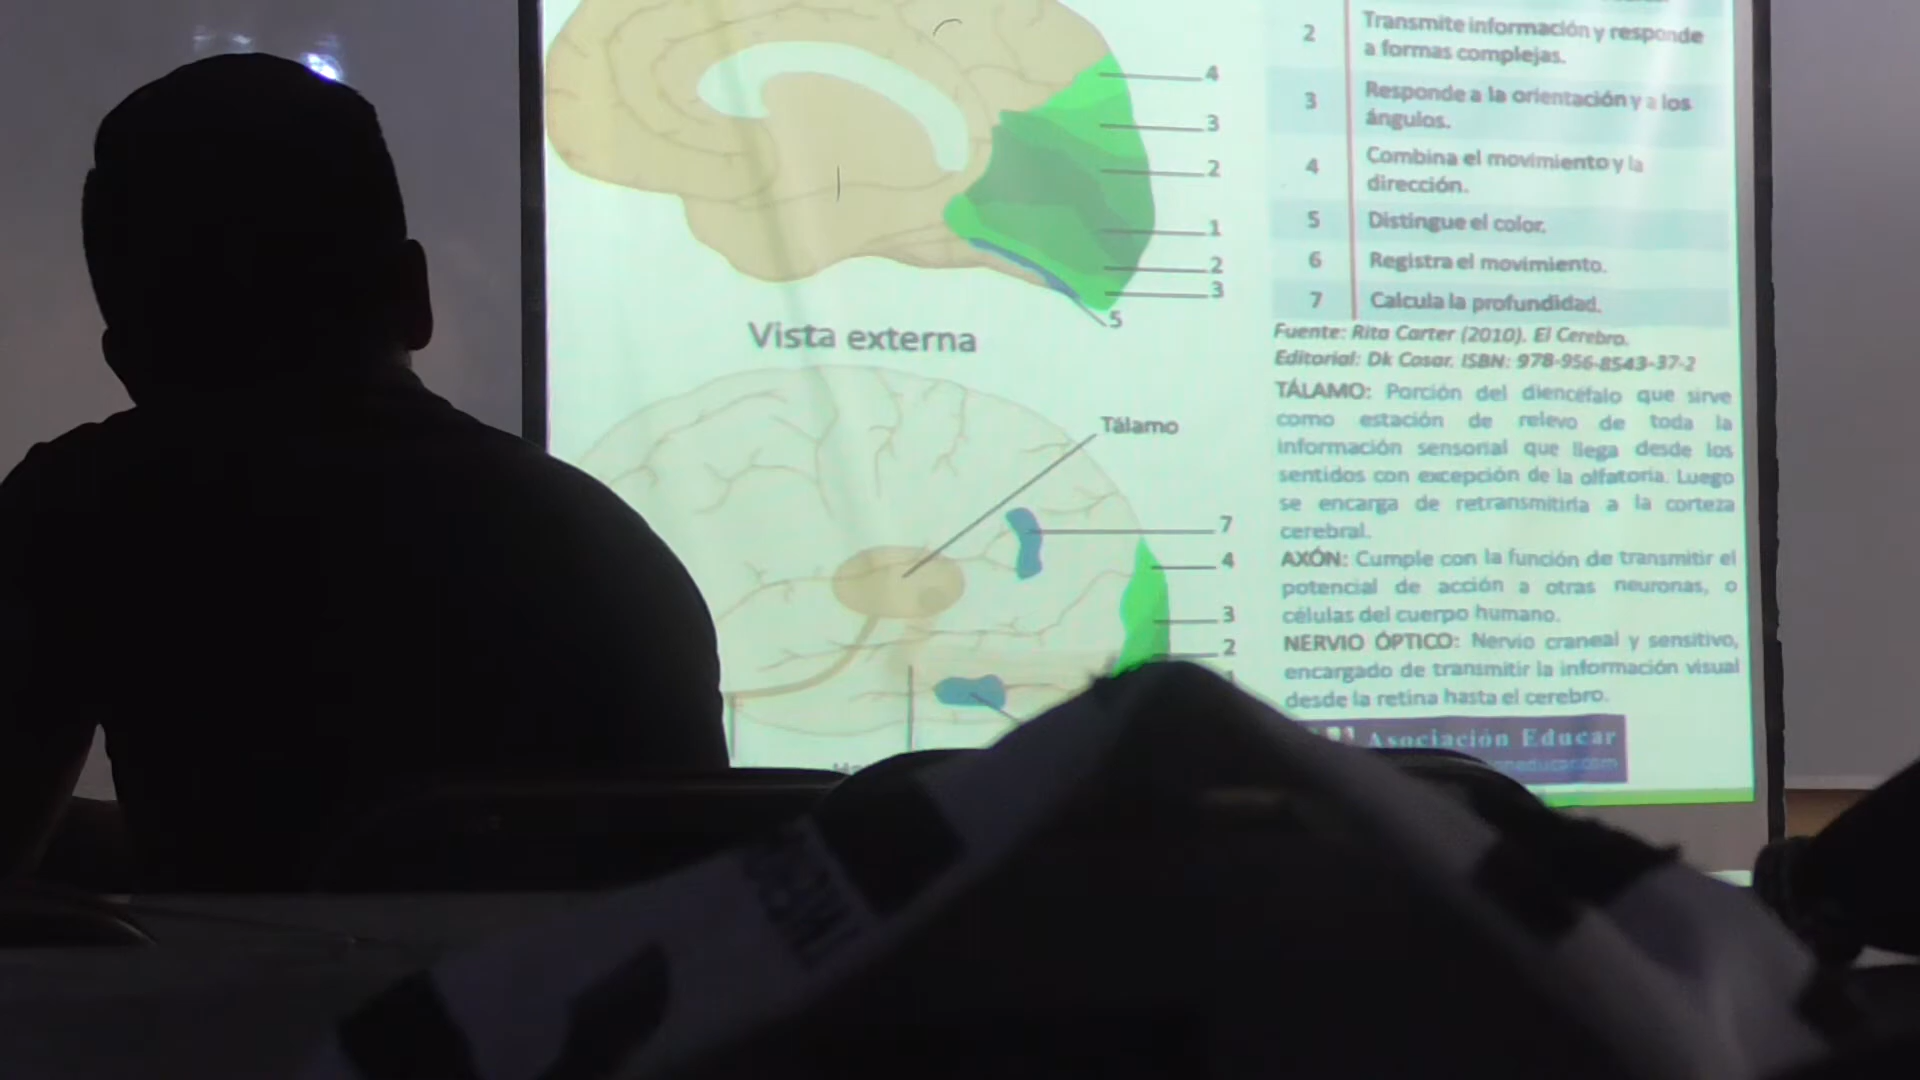 4
3
2
1
2
3
5
Vista externa
Tálamo
7
4
3
2
2 Transmite información y responde
a formas complejas.
3 Responde a la orientación y a los
ángulos.
4 Combina el movimiento y la
dirección.
5 Distingue el color.
6 Registra el movimiento.
7 Calcula la profundidad.
Fuente: Rita Carter (2010). El Cerebro.
Editorial: Dk Cosar. ISBN: 978-956-8543-37-2
TÁLAMO: Porción del diencéfalo que sirve
como estación de relevo de toda la
información sensorial que llega desde los
sentidos con excepción de la olfatoria. Luego
se encarga de retransmitirla a la corteza
cerebral.
AXÓN: Cumple con la función de transmitir el
potencial de acción a otras neuronas, o
células del cuerpo humano.
NERVIO ÓPTICO: Nervio craneal y sensitivo,
encargado de transmitir la información visual
desde la retina hasta el cerebro.
Asociación Educar